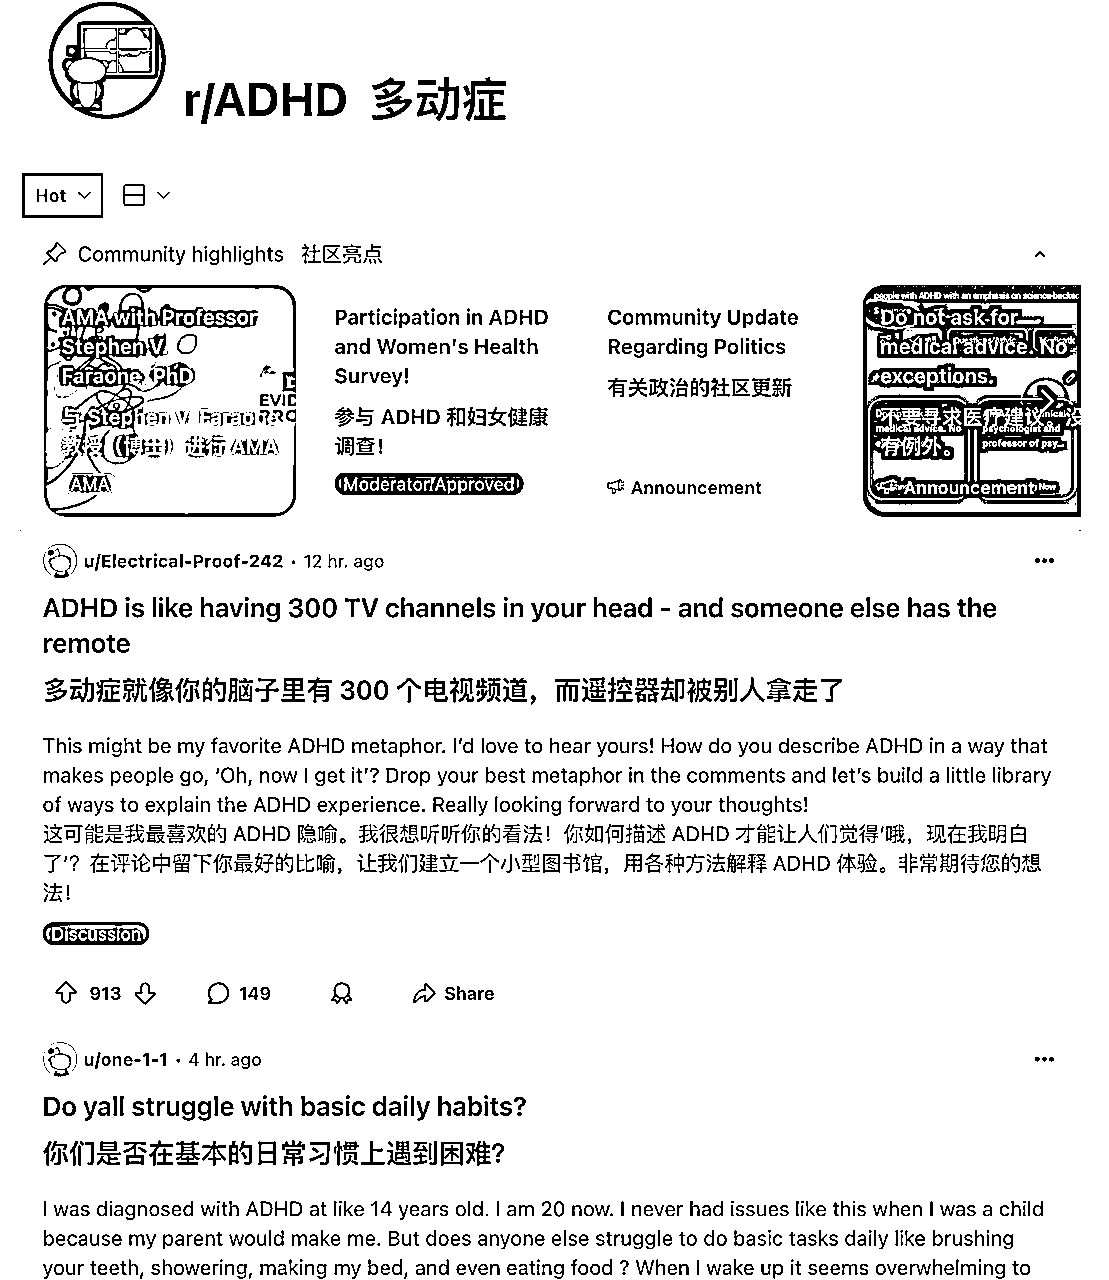 r/ADHD 多动症
Hot
Community highlights 社区亮点
AMA with Professor
Stephen V.
Faraone, PhD
与 Stephen V. Faraone
教授（博士）进行 AMA
AMA
Participation in ADHD
and Women's Health
Survey!
参与 ADHD 和妇女健康
调查！
Moderator Approved
Community Update
Regarding Politics
有关政治的社区更新
Announcement
people with ADHD with an emphasis on science-backed
Do not ask for
medical advice. No
exceptions.
不要寻求医疗建议。没
有例外。
Announcement
u/Electrical-Proof-242 · 12 hr. ago
ADHD is like having 300 TV channels in your head - and someone else has the
remote
多动症就像你的脑子里有 300 个电视频道，而遥控器却被别人拿走了
This might be my favorite ADHD metaphor. I'd love to hear yours! How do you describe ADHD in a way that
makes people go, 'Oh, now I get it'? Drop your best metaphor in the comments and let's build a little library
of ways to explain the ADHD experience. Really looking forward to your thoughts!
这可能是我最喜欢的 ADHD 隐喻。我很想听听你的看法！你如何描述 ADHD 才能让人们觉得'哦，现在我明白
了'？在评论中留下你最好的比喻，让我们建立一个小型图书馆，用各种方法解释 ADHD 体验。非常期待您的想
法！
Discussion
913 149 Share
u/one-1-1 · 4 hr. ago
Do yall struggle with basic daily habits?
你们是否在基本的日常习惯上遇到困难？
I was diagnosed with ADHD at like 14 years old. I am 20 now. I never had issues like this when I was a child
because my parent would make me. But does anyone else struggle to do basic tasks daily like brushing
your teeth, showering, making my bed, and even eating food ? When I wake up it seems overwhelming to